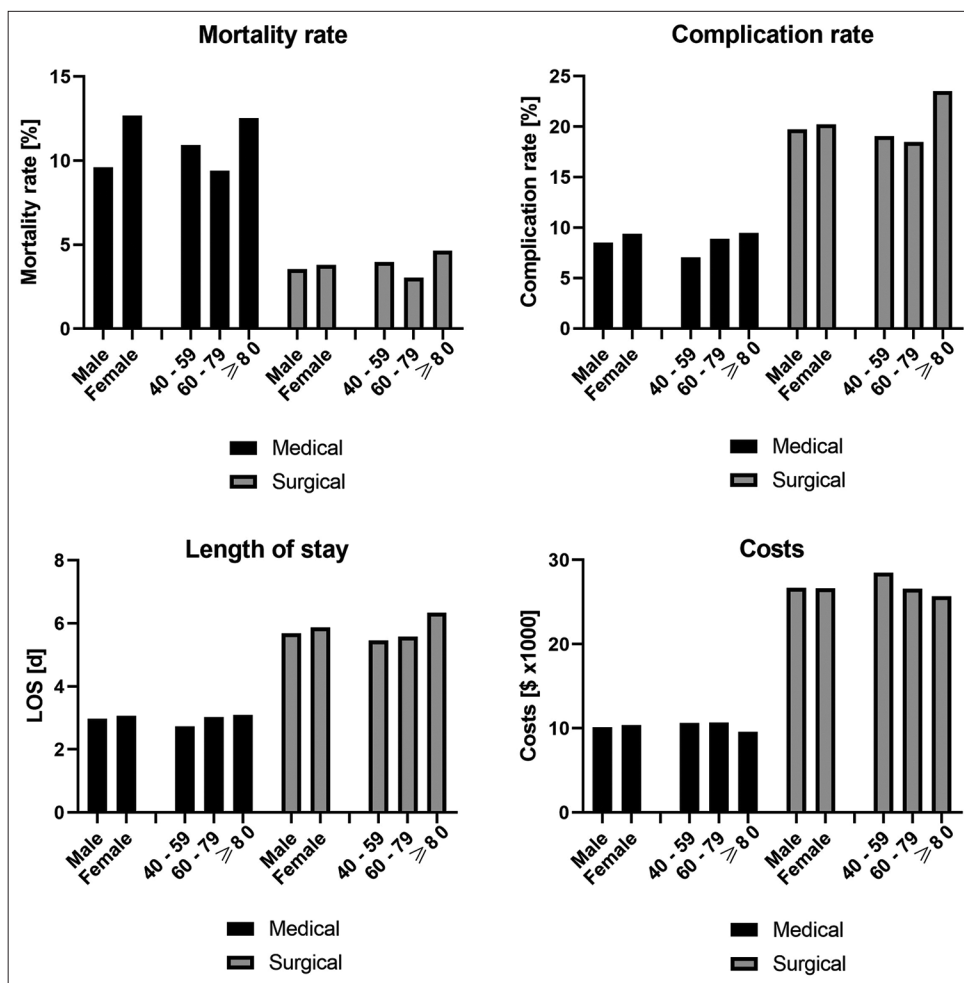 Mortality rate
Mortality rate [%]
15
10
5
0
Male
Female
40 - 59
60 - 79
≥ 8 0
Male
Female
40 - 59
60 - 79
≥ 8 0
Medical
Surgical
Complication rate
Complication rate [%]
25
20
15
10
5
0
Male
Female
40 - 59
60 - 79
≥ 8 0
Male
Female
40 - 59
60 - 79
≥ 8 0
Medical
Surgical
Length of stay
LOS [d]
8
6
4
2
0
Male
Female
40 - 59
60 - 79
≥ 8 0
Male
Female
40 - 59
60 - 79
≥ 8 0
Medical
Surgical
Costs
Costs [$ x1000]
30
20
10
0
Male
Female
40 - 59
60 - 79
≥ 8 0
Male
Female
40 - 59
60 - 79
≥ 8 0
Medical
Surgical